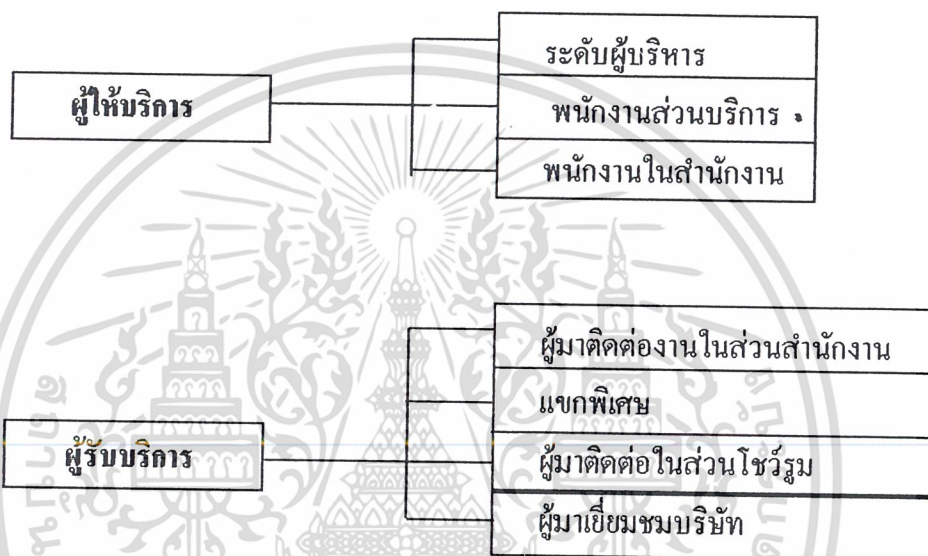 ระดับผู้บริหาร
ผู้ให้บริการ
พนักงานส่วนบริการ
พนักงานในสำนักงาน
ผู้มาติดต่องานในส่วนสำนักงาน
แขกพิเศษ
ผู้รับบริการ
ผู้มาติดต่อในส่วนโชว์รูม
ผู้มาเยี่ยมชมบริษัท